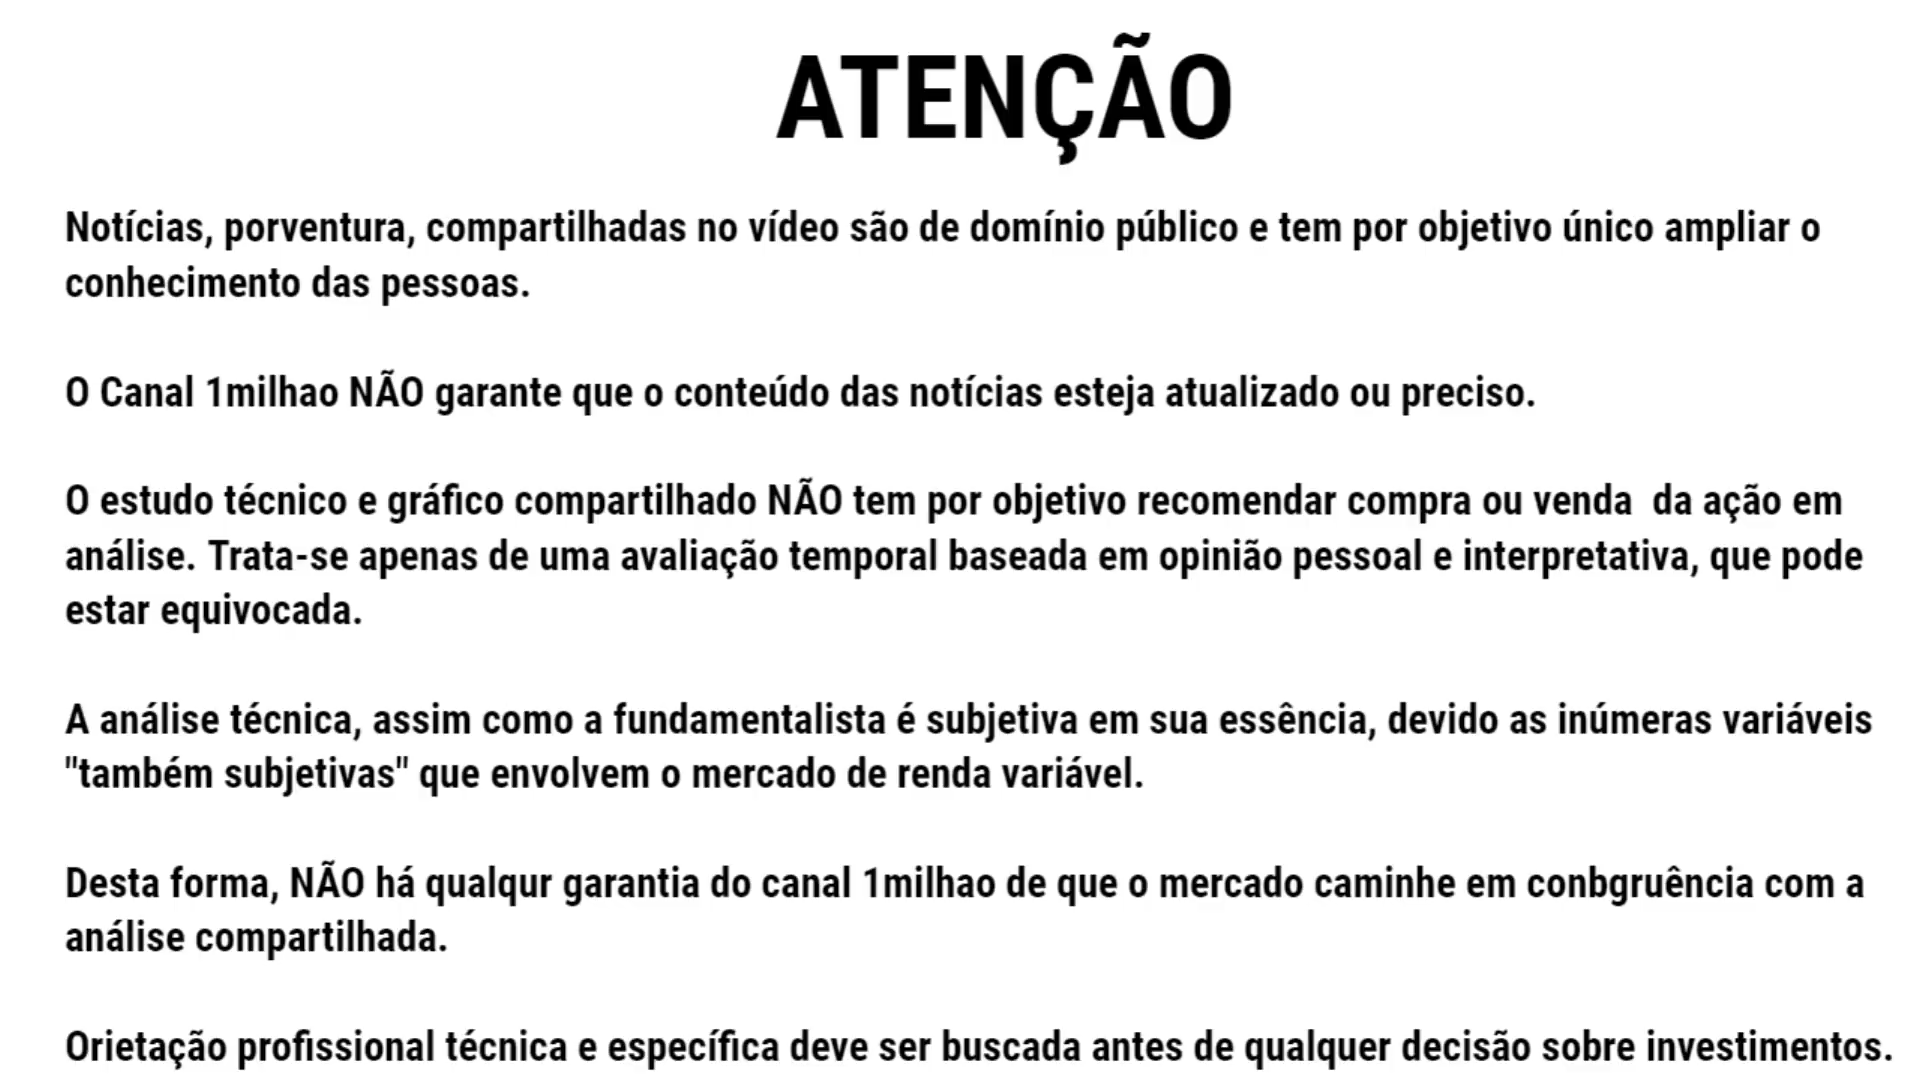 ATENÇÃO
Notícias, porventura, compartilhadas no vídeo são de domínio público e tem por objetivo único ampliar o
conhecimento das pessoas.
O Canal 1milhao NÃO garante que o conteúdo das notícias esteja atualizado ou preciso.
O estudo técnico e gráfico compartilhado NÃO tem por objetivo recomendar compra ou venda  da ação em
análise. Trata-se apenas de uma avaliação temporal baseada em opinião pessoal e interpretativa, que pode
estar equivocada.
A análise técnica, assim como a fundamentalista é subjetiva em sua essência, devido as inúmeras variáveis
"também subjetivas" que envolvem o mercado de renda variável.
Desta forma, NÃO há qualqur garantia do canal 1milhao de que o mercado caminhe em conbgruência com a
análise compartilhada.
Orietação profissional técnica e específica deve ser buscada antes de qualquer decisão sobre investimentos.